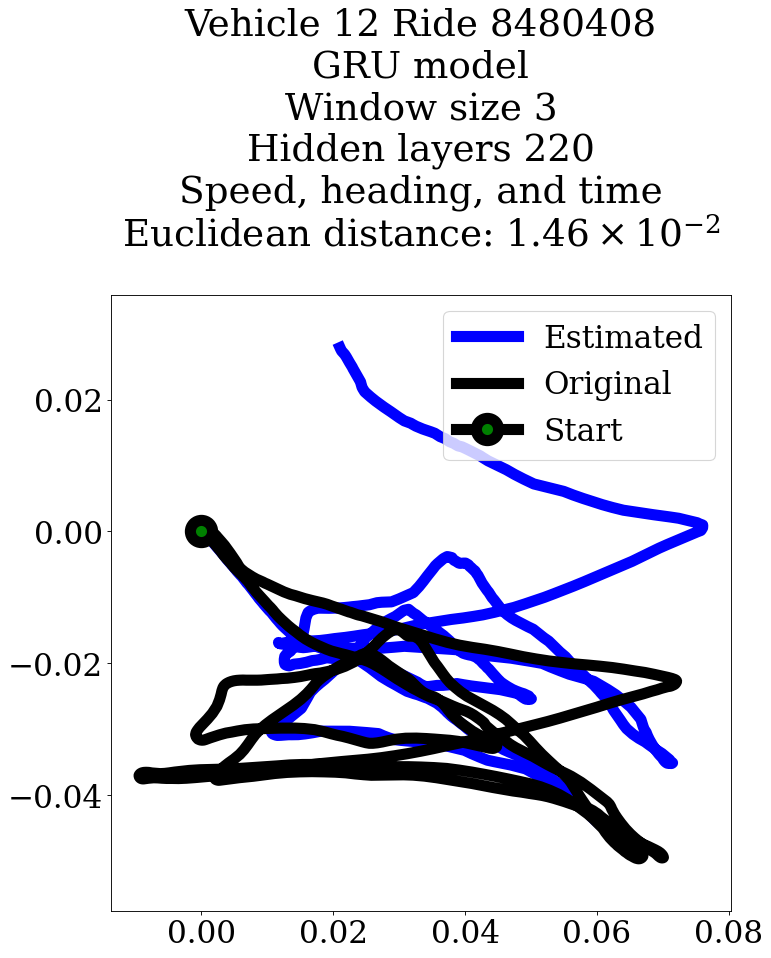 Vehicle 12 Ride 8480408
GRU model
Window size 3
Hidden layers 220
Speed, heading, and time
Euclidean distance: 1.46 × 10⁻²
Estimated
Original
Start
0.02
0.00
−0.02
−0.04
0.00 0.02 0.04 0.06 0.08